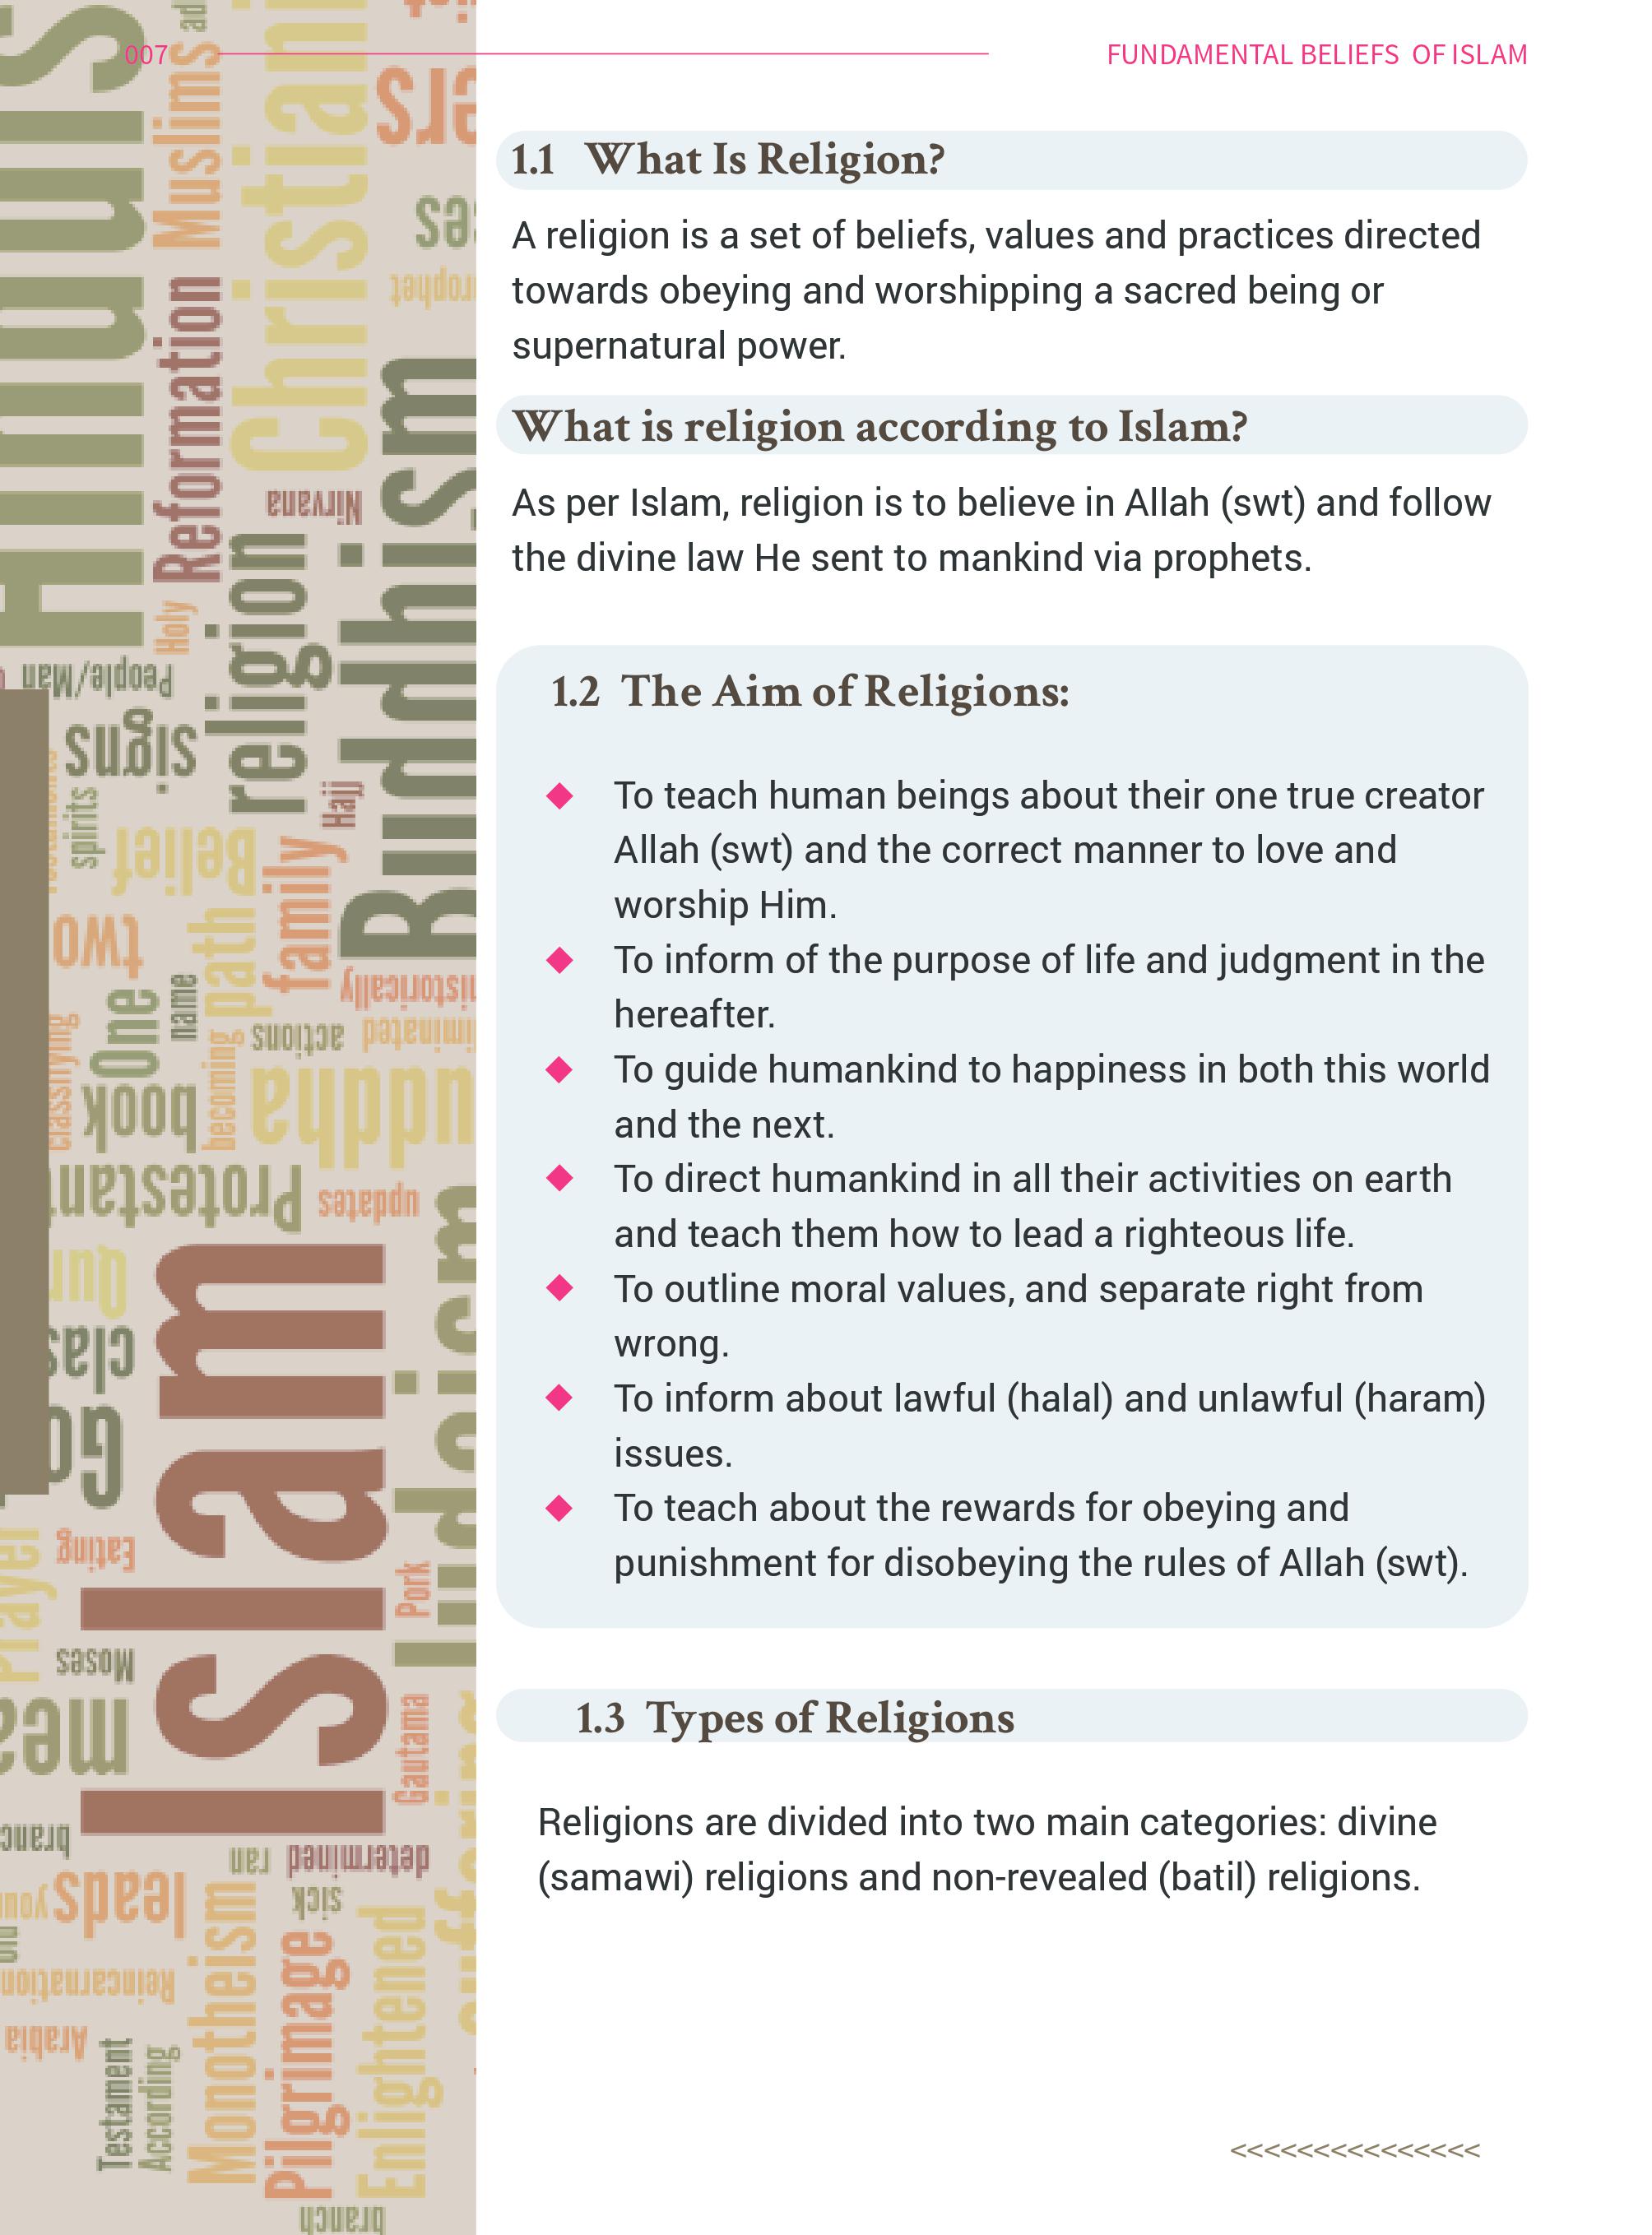 007
FUNDAMENTAL BELIEFS OF ISLAM
1.1 What Is Religion?
A religion is a set of beliefs, values and practices directed
towards obeying and worshipping a sacred being or
supernatural power.
What is religion according to Islam?
As per Islam, religion is to believe in Allah (swt) and follow
the divine law He sent to mankind via prophets.
1.2 The Aim of Religions:
◆ To teach human beings about their one true creator
Allah (swt) and the correct manner to love and
worship Him.
◆ To inform of the purpose of life and judgment in the
hereafter.
◆ To guide humankind to happiness in both this world
and the next.
◆ To direct humankind in all their activities on earth
and teach them how to lead a righteous life.
◆ To outline moral values, and separate right from
wrong.
◆ To inform about lawful (halal) and unlawful (haram)
issues.
◆ To teach about the rewards for obeying and
punishment for disobeying the rules of Allah (swt).
1.3 Types of Religions
Religions are divided into two main categories: divine
(samawi) religions and non-revealed (batil) religions.
<<<<<<<<<<<<<<<
Muslims
Christiani
Reformation
Nirvana
Holy
religion
Buddhism
People/Man
signs
spirits
Belief
Hajj
family
two
path
name
One
historically
actions
becoming
book
classifying
Protestant
updates
Islam
Eating
Pork
Prayer
Moses
Gautama
ran
determined
leads
sick
Reincarnation
Arabia
Testament
According
Monotheism
Pilgrimage
Enlightened
branch